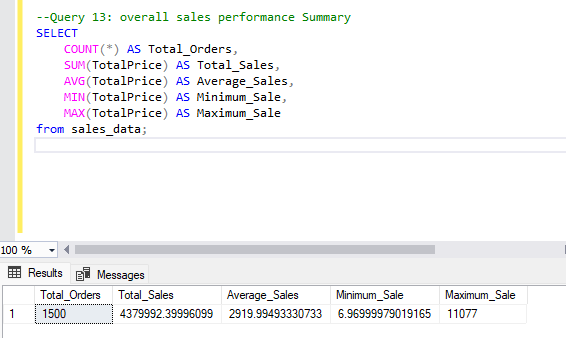 --Query 13: overall sales performance Summary
SELECT
COUNT(*) AS Total_Orders,
SUM(TotalPrice) AS Total_Sales,
AVG(TotalPrice) AS Average_Sales,
MIN(TotalPrice) AS Minimum_Sale,
MAX(TotalPrice) AS Maximum_Sale
from sales_data;
100 %
Results Messages
Total_Orders Total_Sales Average_Sales Minimum_Sale Maximum_Sale
1 1500 4379992.39996099 2919.99493330733 6.96999979019165 11077